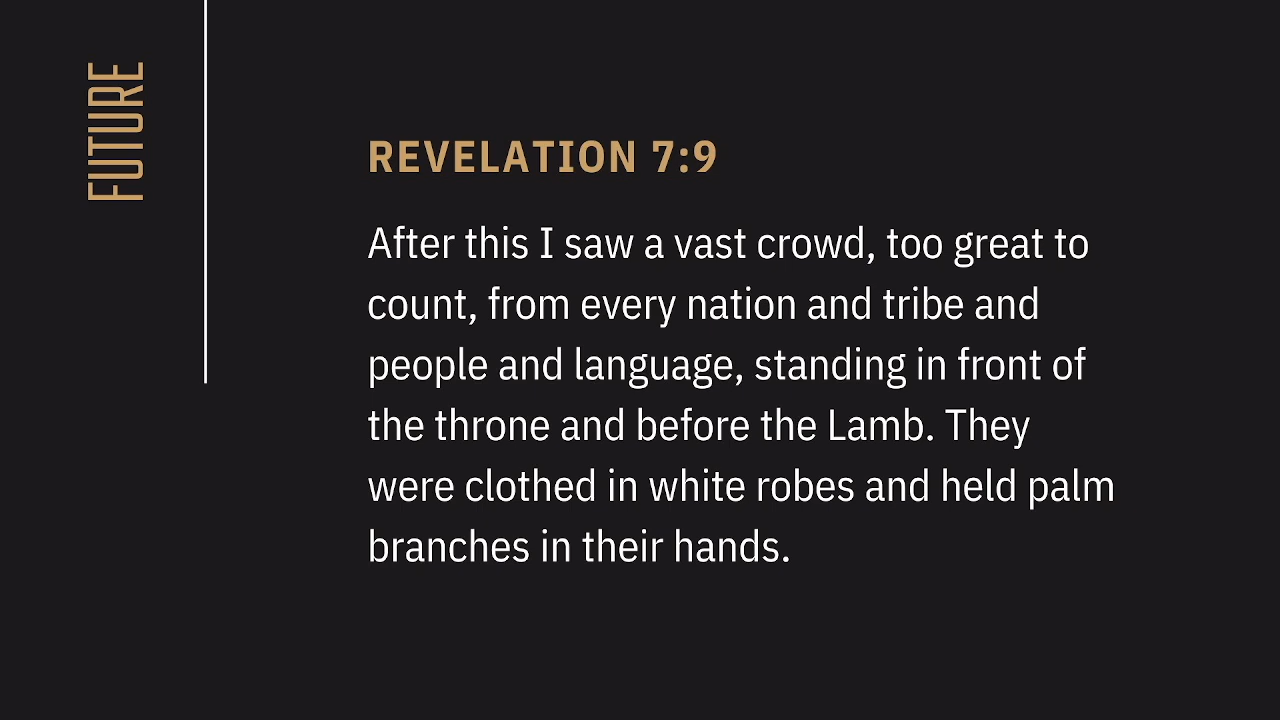 FUTURE
REVELATION 7:9
After this I saw a vast crowd, too great to
count, from every nation and tribe and
people and language, standing in front of
the throne and before the Lamb. They
were clothed in white robes and held palm
branches in their hands.